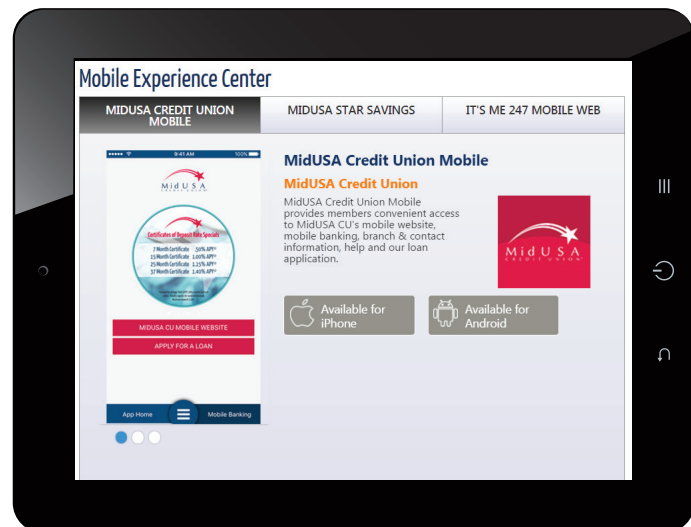 Mobile Experience Center
MIDUSA CREDIT UNION
MOBILE
MIDUSA STAR SAVINGS
IT'S ME 247 MOBILE WEB
9:41 AM
100%
MidUSA
CREDIT UNION
Certificates of Deposit Rate Specials
7 Month Certificate .50% APY*
15 Month Certificate 1.00% APY*
25 Month Certificate 1.15% APY*
37 Month Certificate 1.40% APY*
MIDUSA CU MOBILE WEBSITE
APPLY FOR A LOAN
App Home
Mobile Banking
MidUSA Credit Union Mobile
MidUSA Credit Union
MidUSA Credit Union Mobile
provides members convenient access
to MidUSA CU's mobile website,
mobile banking, branch & contact
information, help and our loan
application.
MidUSA
CREDIT UNION
Available for
iPhone
Available for
Android